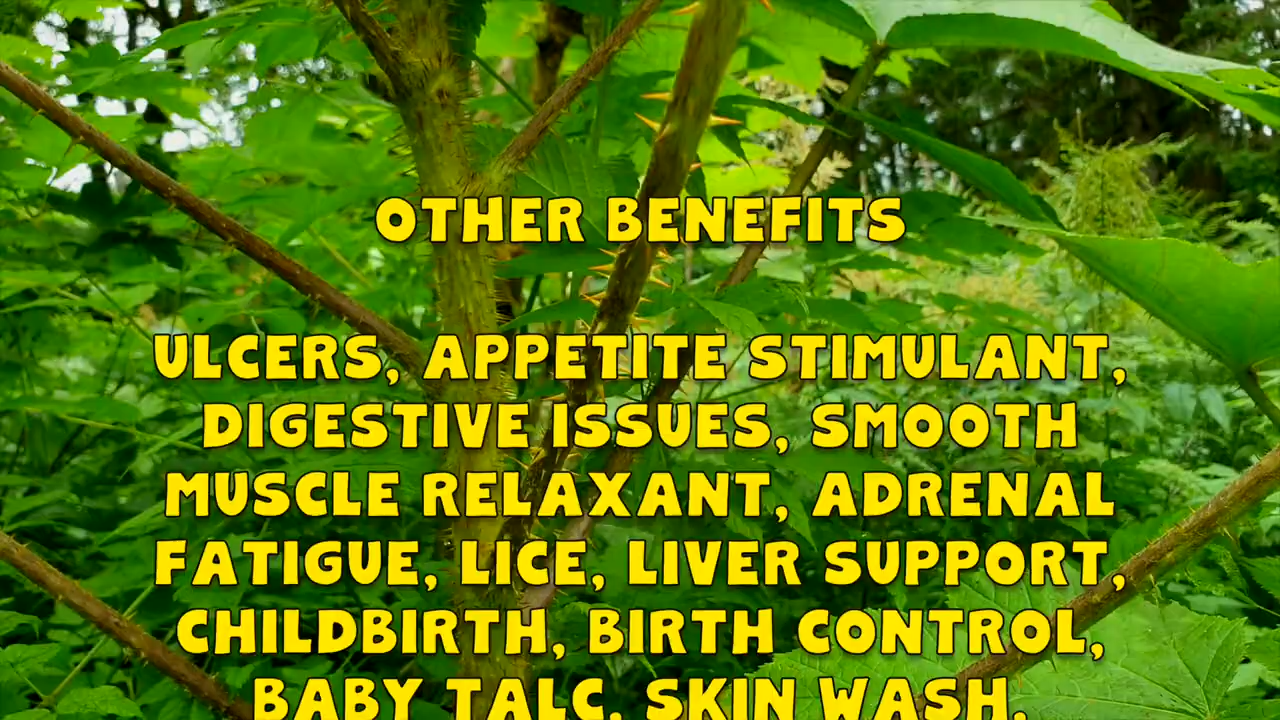 OTHER BENEFITS
ULCERS, APPETITE STIMULANT,
DIGESTIVE ISSUES, SMOOTH
MUSCLE RELAXANT, ADRENAL
FATIGUE, LICE, LIVER SUPPORT,
CHILDBIRTH, BIRTH CONTROL,
BABY TALC, SKIN WASH,